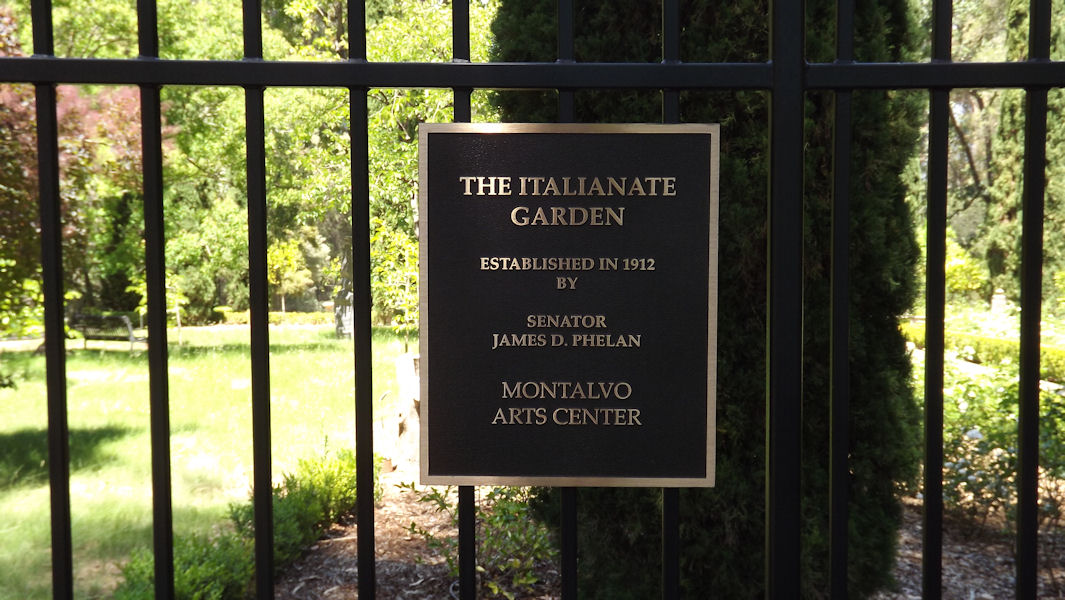 THE ITALIANATE
GARDEN
ESTABLISHED IN 1912
BY
SENATOR
JAMES D. PHELAN
MONTALVO
ARTS CENTER